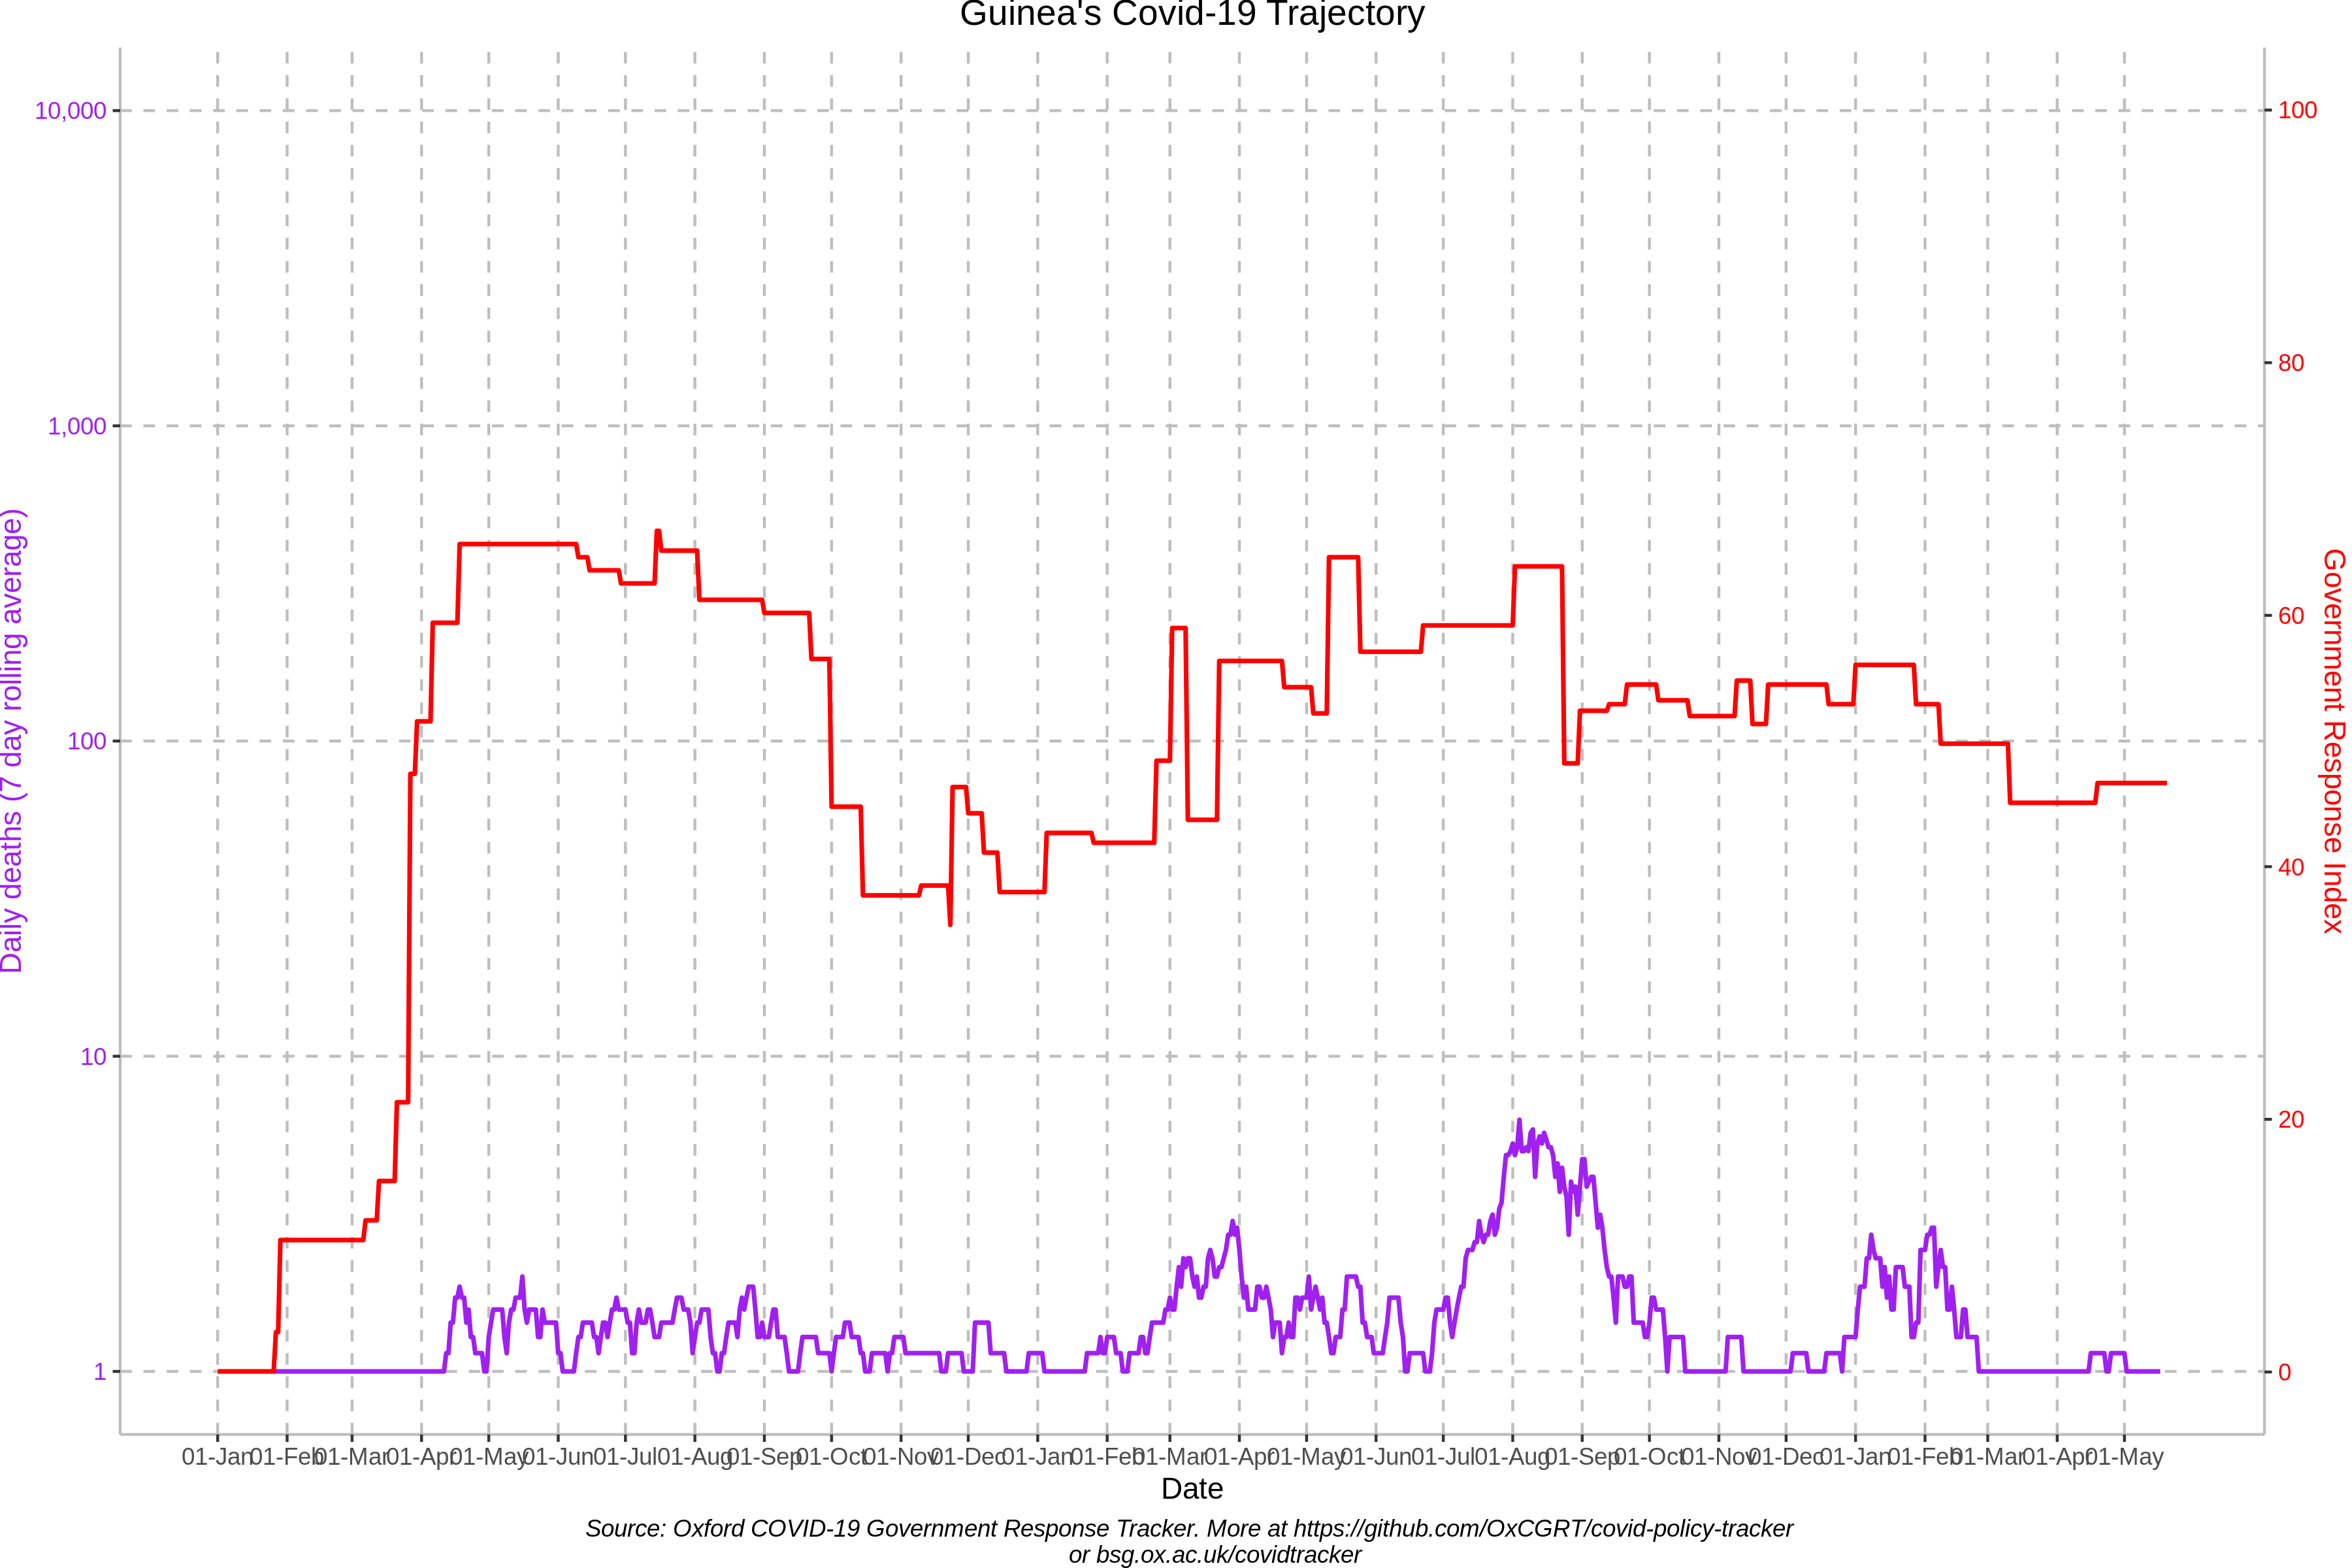 Guinea's Covid-19 Trajectory
10,000
1,000
100
10
1
Daily deaths (7 day rolling average)
100
80
60
40
20
0
Government Response Index
01-Jan 01-Feb 01-Mar 01-Apr 01-May 01-Jun 01-Jul 01-Aug 01-Sep 01-Oct 01-Nov 01-Dec 01-Jan 01-Feb 01-Mar 01-Apr 01-May 01-Jun 01-Jul 01-Aug 01-Sep 01-Oct 01-Nov 01-Dec 01-Jan 01-Feb 01-Mar 01-Apr 01-May
Date
Source: Oxford COVID-19 Government Response Tracker. More at https://github.com/OxCGRT/covid-policy-tracker
or bsg.ox.ac.uk/covidtracker